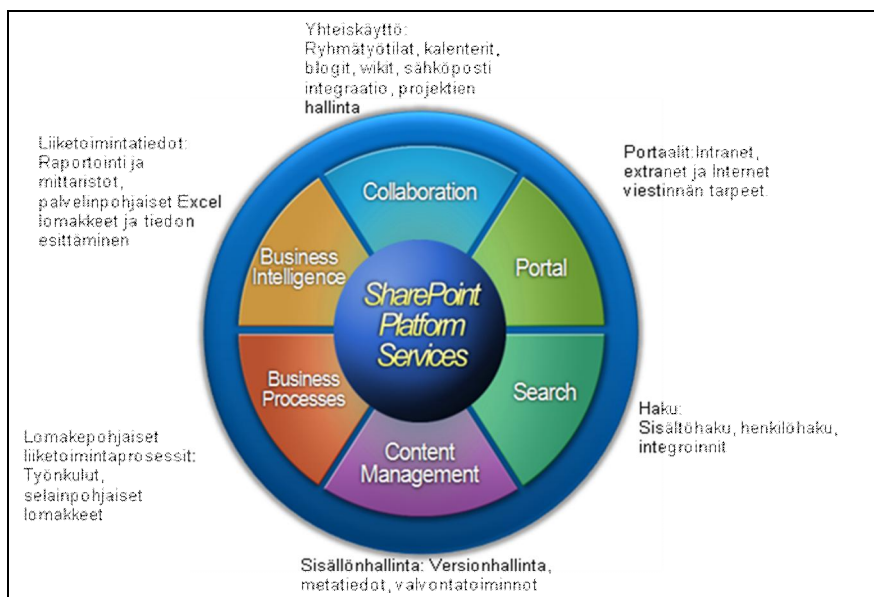 Yhteiskäyttö:
Ryhmätyötilat, kalenterit,
blogit, wikit, sähköposti
integraatio, projektien
hallinta
Liiketoimintatiedot:
Raportointi ja
mittaristot,
palvelinpohjaiset Excel
lomakkeet ja tiedon
esittäminen
Portaalit: Intranet,
extranet ja Internet
viestinnän tarpeet.
Collaboration
Business
Intelligence
Portal
SharePoint
Platform
Services
Business
Processes
Search
Content
Management
Haku:
Sisältöhaku, henkilöhaku,
integroinnit
Lomakepohjaiset
liiketoimintaprosessit:
Työnkulut,
selainpohjaiset
lomakkeet
Sisällönhallinta: Versionhallinta,
metatiedot, valvontatoiminnot